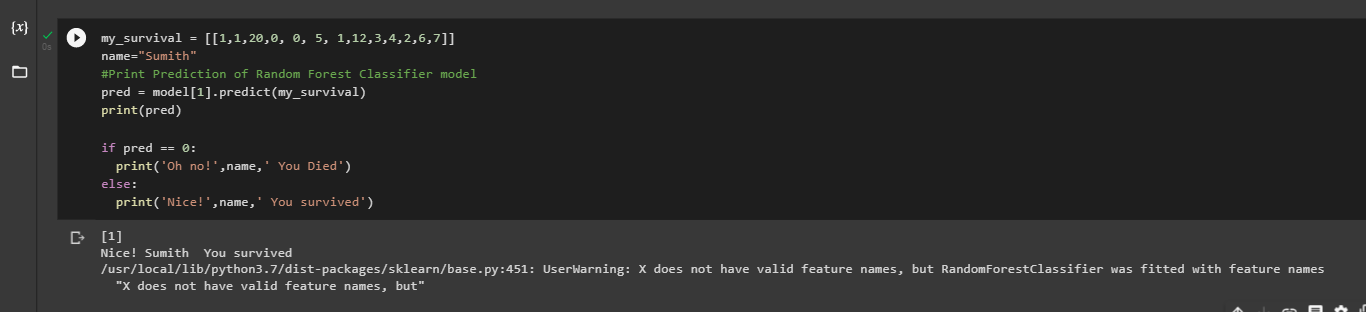 {x}
my_survival = [[1,1,20,0, 0, 5, 1,12,3,4,2,6,7]]
0s
name="Sumith"
#Print Prediction of Random Forest Classifier model
pred = model[1].predict(my_survival)
print(pred)
if pred == 0:
  print('Oh no!',name,' You Died')
else:
  print('Nice!',name,' You survived')
[1]
Nice! Sumith  You survived
/usr/local/lib/python3.7/dist-packages/sklearn/base.py:451: UserWarning: X does not have valid feature names, but RandomForestClassifier was fitted with feature names
  "X does not have valid feature names, but"